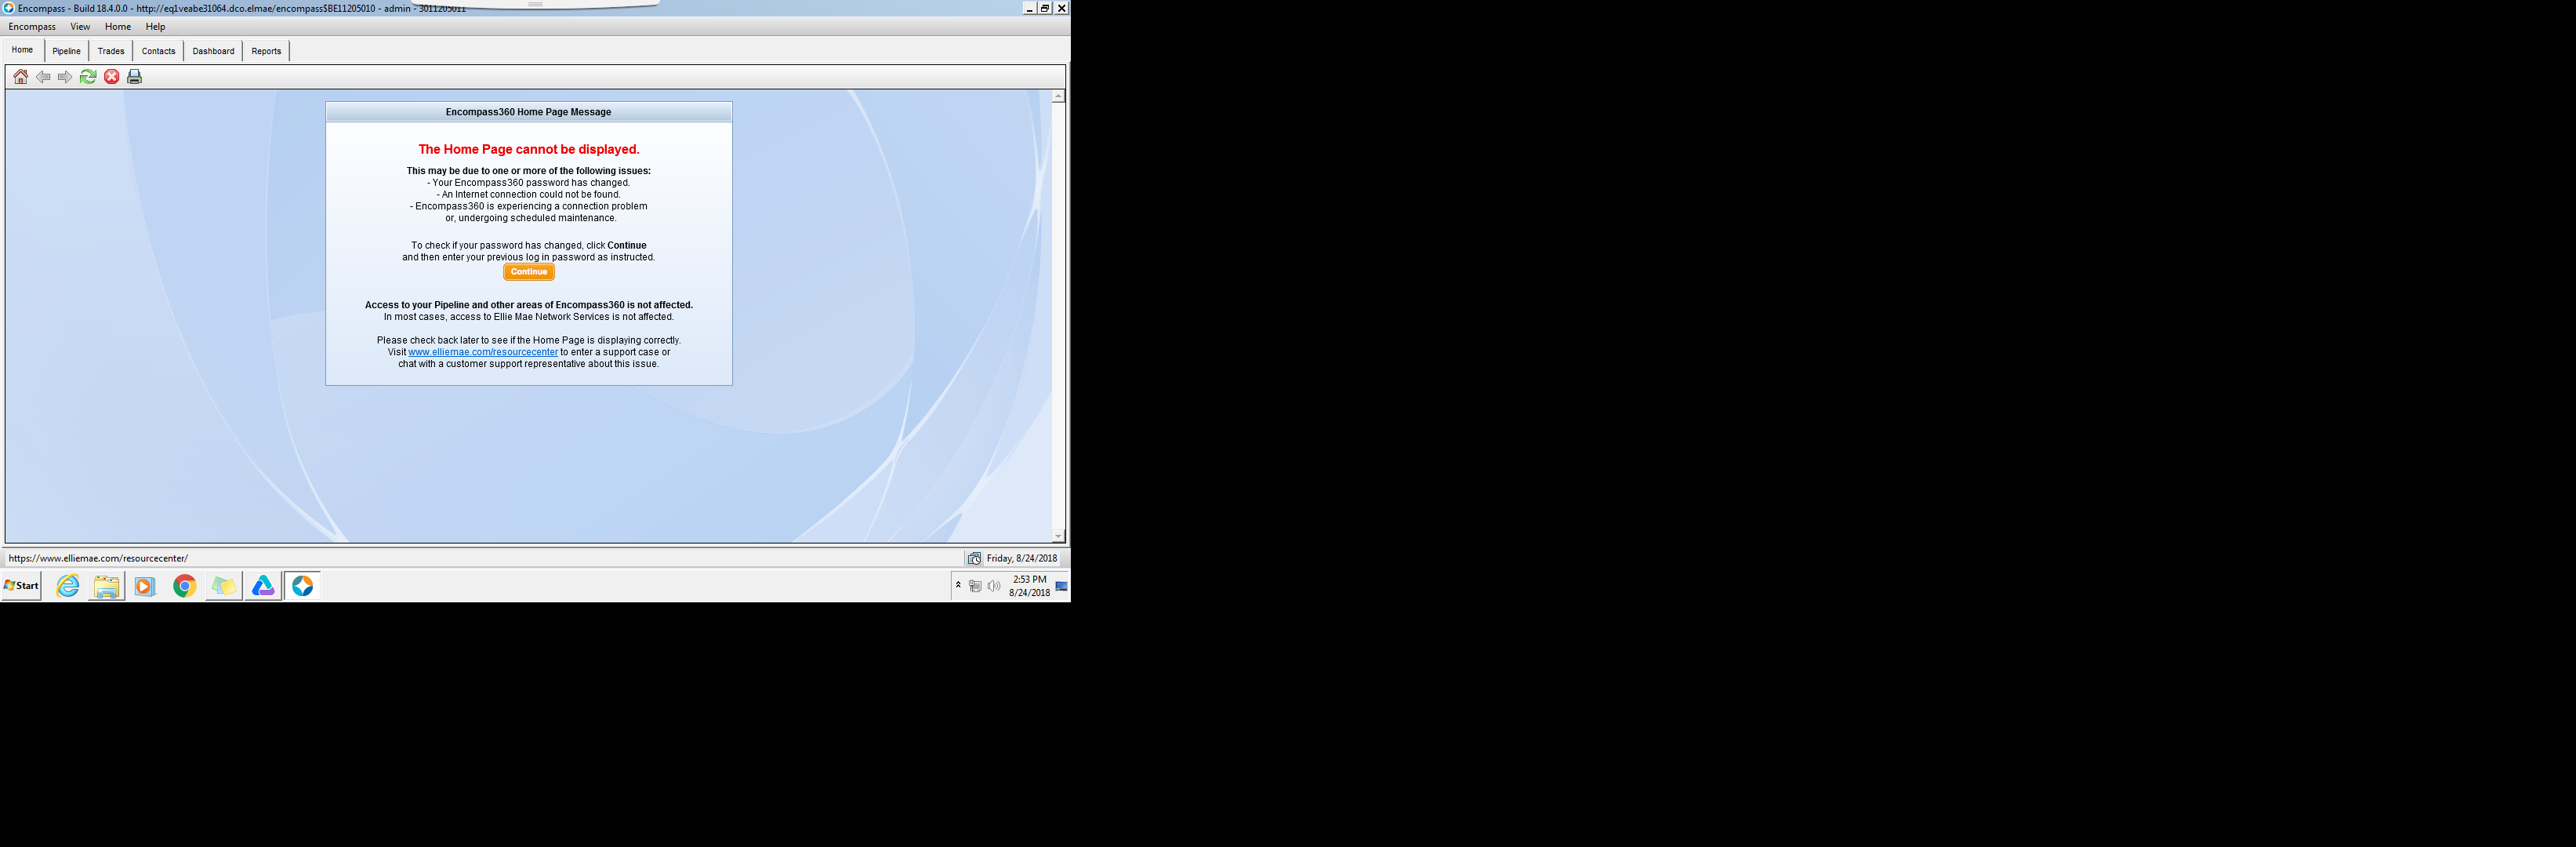 Encompass - Build 18.4.0.0 - http://eq1veabe31064.dco.elmae/encompass$BE11205010 - admin - 3011205011
Encompass View Home Help
Home Pipeline Trades Contacts Dashboard Reports
Encompass360 Home Page Message
The Home Page cannot be displayed.
This may be due to one or more of the following issues:
- Your Encompass360 password has changed.
- An Internet connection could not be found.
- Encompass360 is experiencing a connection problem
or, undergoing scheduled maintenance.
To check if your password has changed, click Continue
and then enter your previous log in password as instructed.
Continue
Access to your Pipeline and other areas of Encompass360 is not affected.
In most cases, access to Ellie Mae Network Services is not affected.
Please check back later to see if the Home Page is displaying correctly.
Visit www.elliemae.com/resourcecenter to enter a support case or
chat with a customer support representative about this issue.
https://www.elliemae.com/resourcecenter/ Friday, 8/24/2018
Start 2:53 PM
8/24/2018